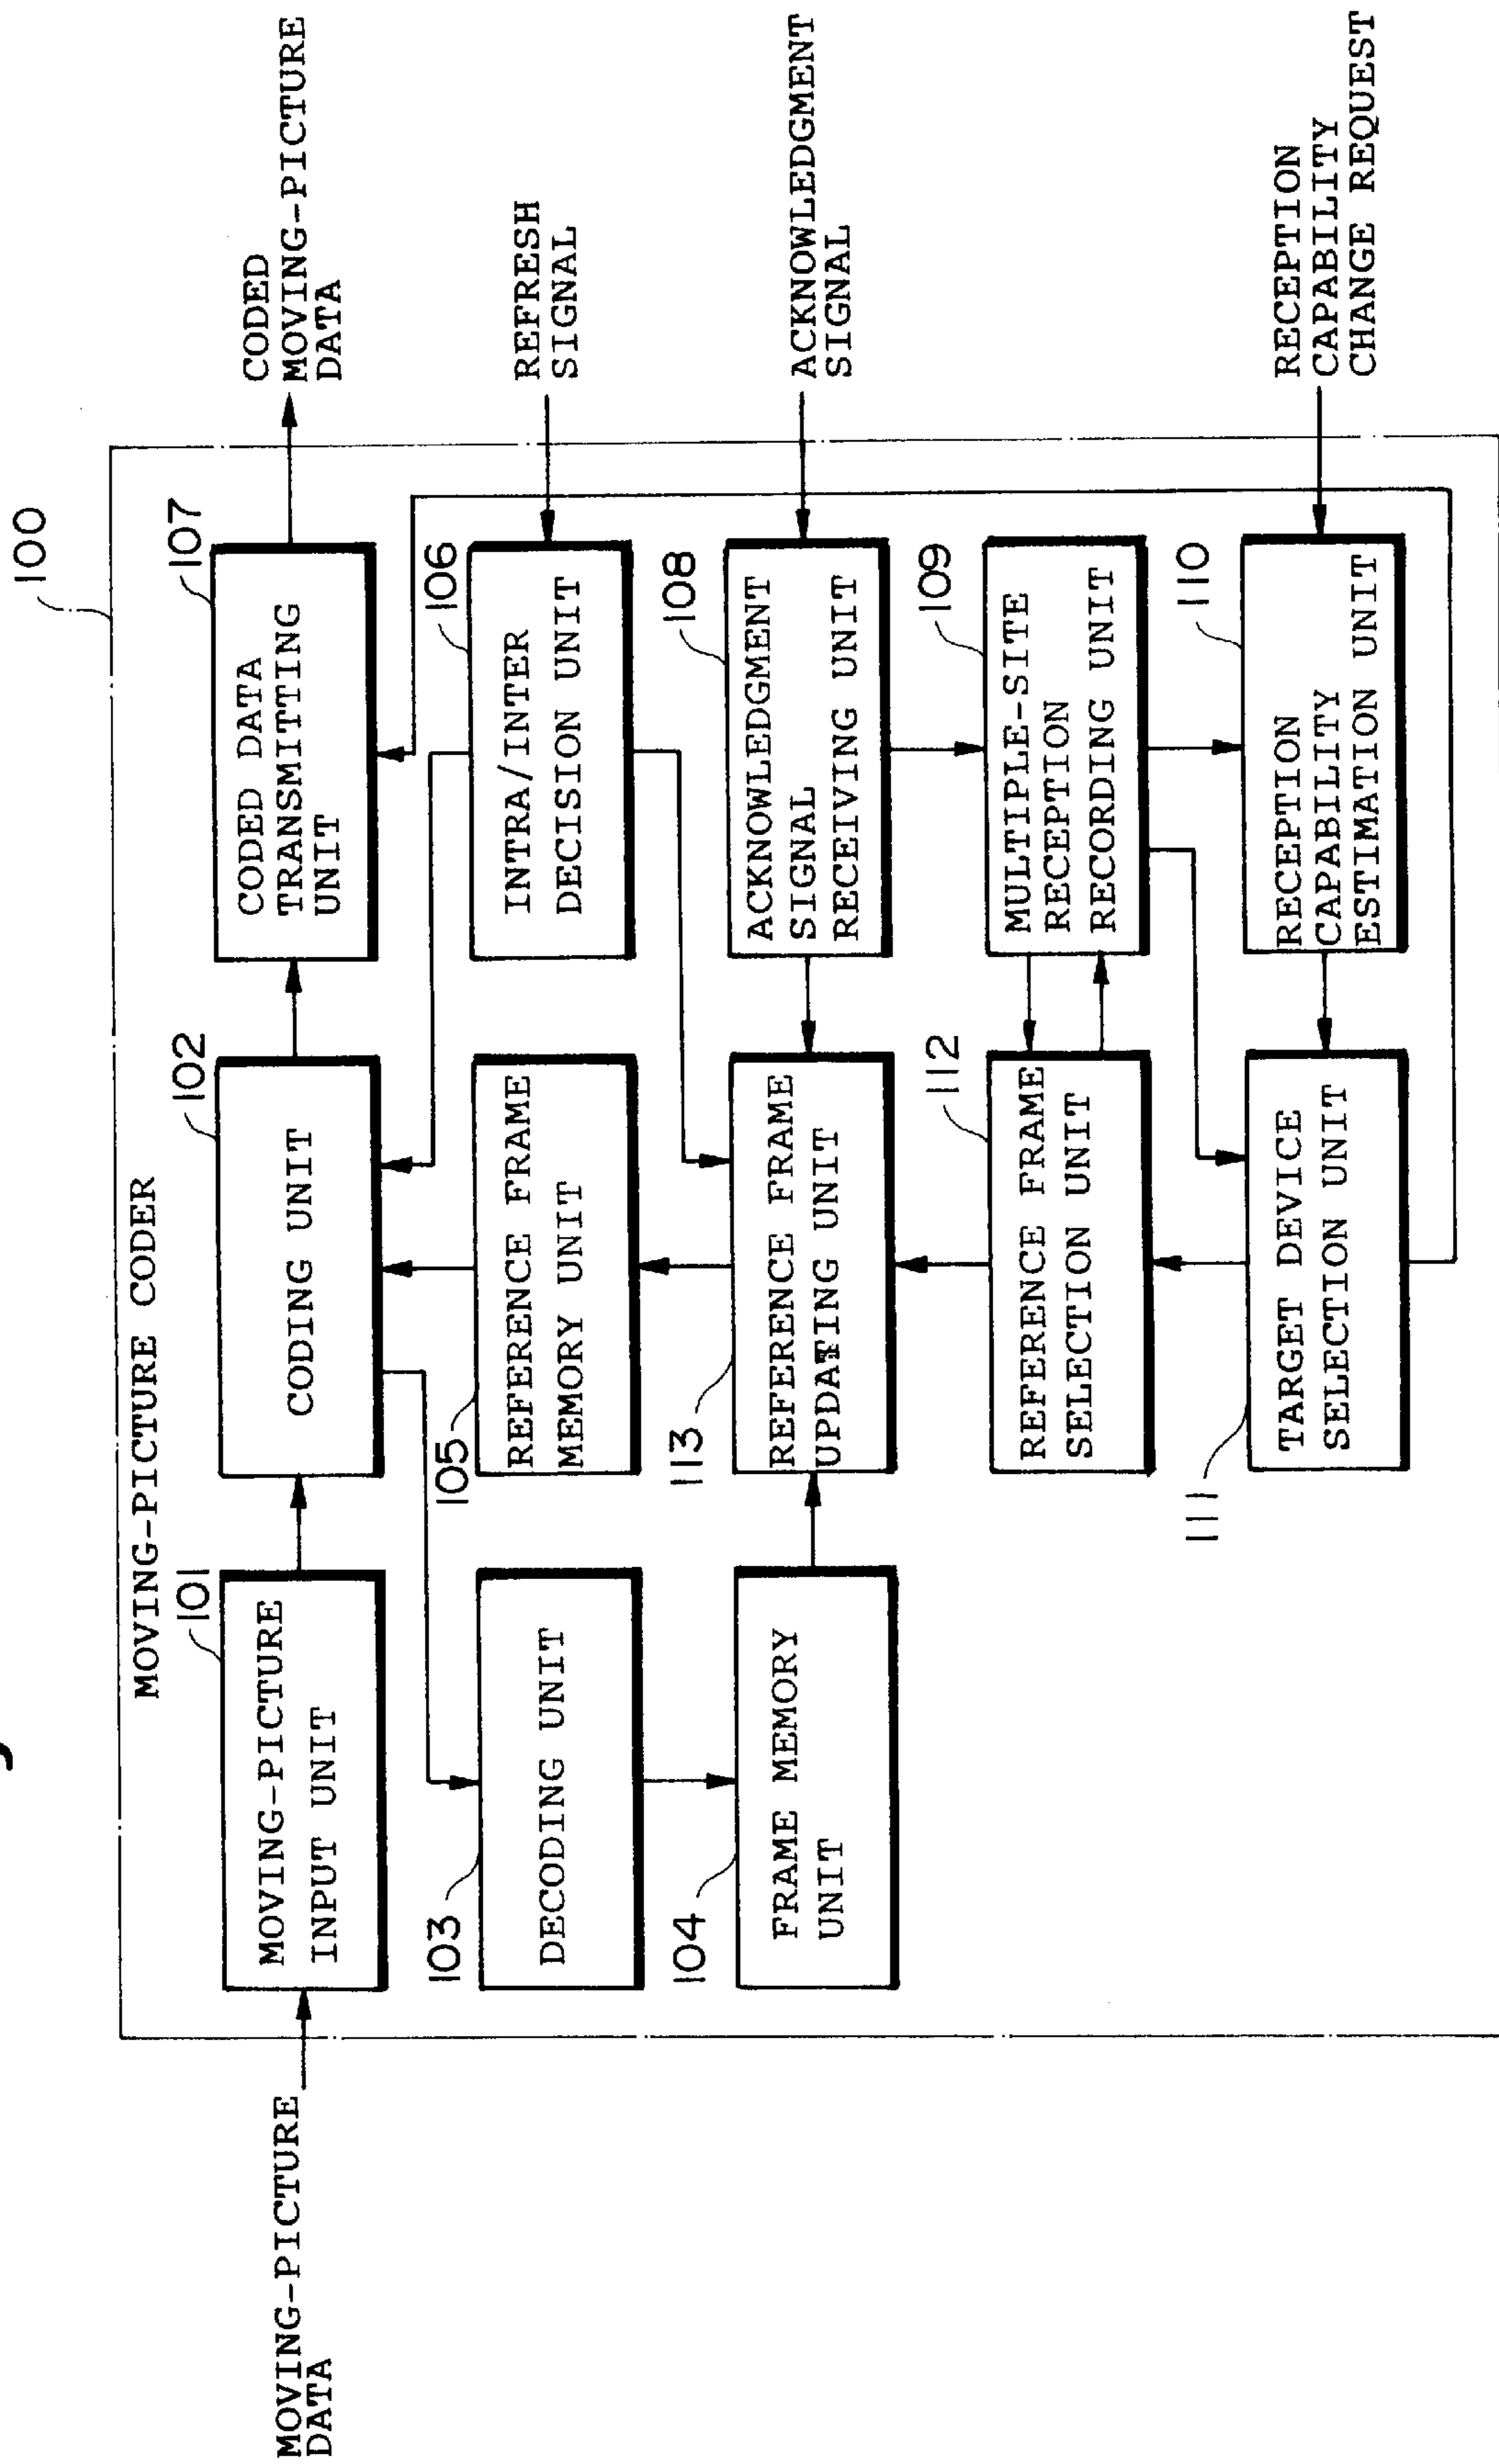 100
MOVING-PICTURE CODER
MOVING-PICTURE
DATA
101
MOVING-PICTURE
INPUT UNIT
102
CODING UNIT
107
CODED DATA
TRANSMITTING
UNIT
CODED
MOVING-PICTURE
DATA
103
DECODING UNIT
105
REFERENCE FRAME
MEMORY UNIT
106
INTRA/INTER
DECISION UNIT
REFRESH
SIGNAL
104
FRAME MEMORY
UNIT
113
REFERENCE FRAME
UPDATING UNIT
108
ACKNOWLEDGMENT
SIGNAL
RECEIVING UNIT
ACKNOWLEDGMENT
SIGNAL
112
REFERENCE FRAME
SELECTION UNIT
109
MULTIPLE-SITE
RECEPTION
RECORDING UNIT
111
TARGET DEVICE
SELECTION UNIT
110
RECEPTION
CAPABILITY
ESTIMATION UNIT
RECEPTION
CAPABILITY
CHANGE REQUEST